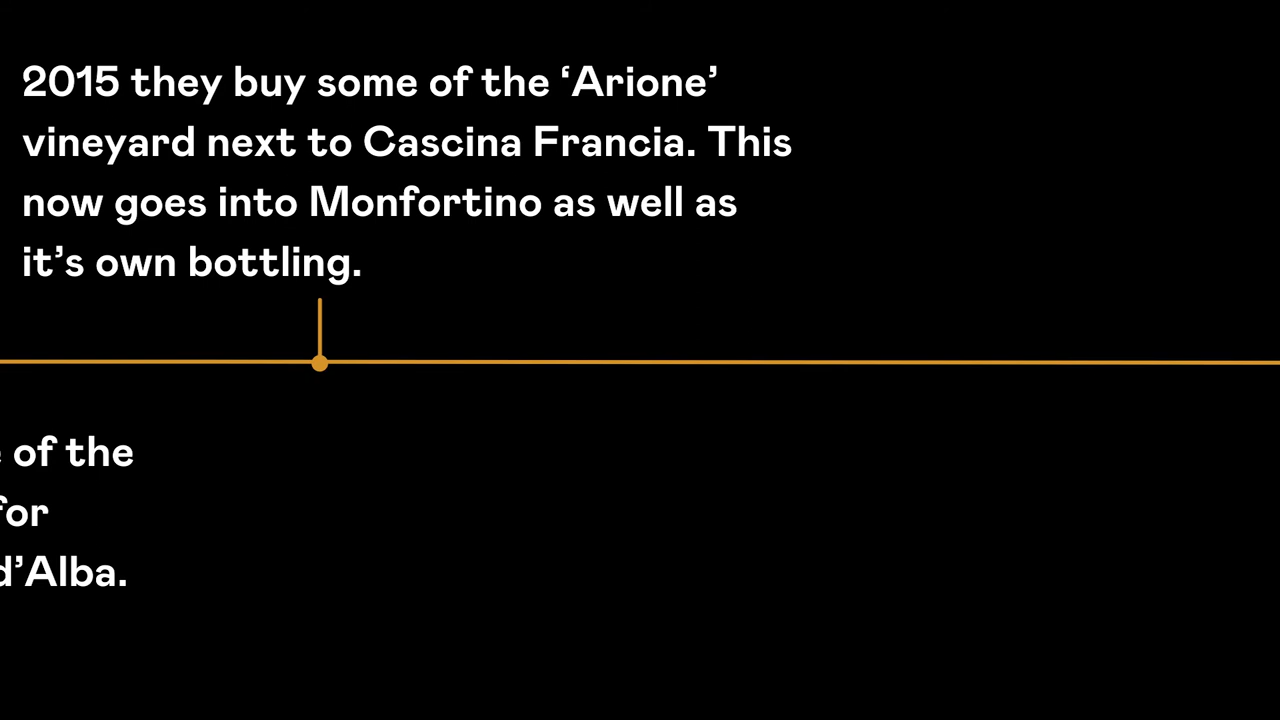 2015 they buy some of the ‘Arione’
vineyard next to Cascina Francia. This
now goes into Monfortino as well as
it’s own bottling.
of the
for
d’Alba.